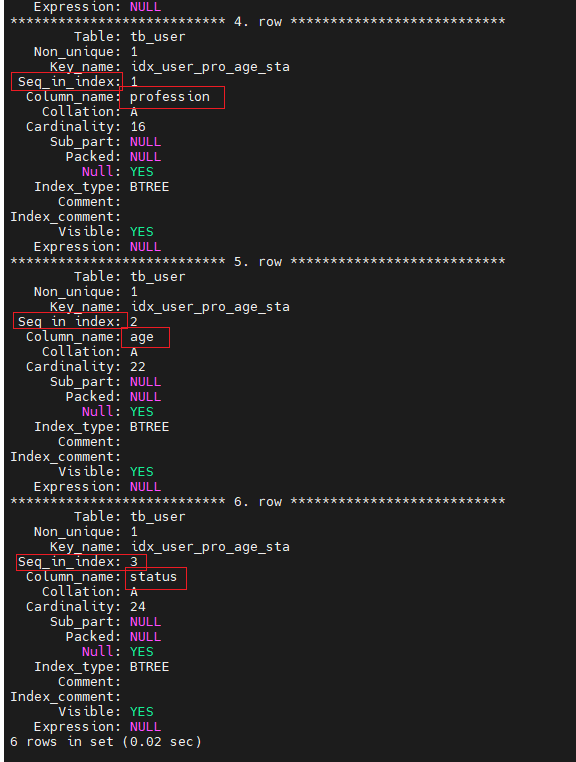 Expression: NULL
*************************** 4. row ***************************
Table: tb_user
Non_unique: 1
Key_name: idx_user_pro_age_sta
Seq_in_index: 1
Column_name: profession
Collation: A
Cardinality: 16
Sub_part: NULL
Packed: NULL
Null: YES
Index_type: BTREE
Comment:
Index_comment:
Visible: YES
Expression: NULL
*************************** 5. row ***************************
Table: tb_user
Non_unique: 1
Key_name: idx_user_pro_age_sta
Seq_in_index: 2
Column_name: age
Collation: A
Cardinality: 22
Sub_part: NULL
Packed: NULL
Null: YES
Index_type: BTREE
Comment:
Index_comment:
Visible: YES
Expression: NULL
*************************** 6. row ***************************
Table: tb_user
Non_unique: 1
Key_name: idx_user_pro_age_sta
Seq_in_index: 3
Column_name: status
Collation: A
Cardinality: 24
Sub_part: NULL
Packed: NULL
Null: YES
Index_type: BTREE
Comment:
Index_comment:
Visible: YES
Expression: NULL
6 rows in set (0.02 sec)